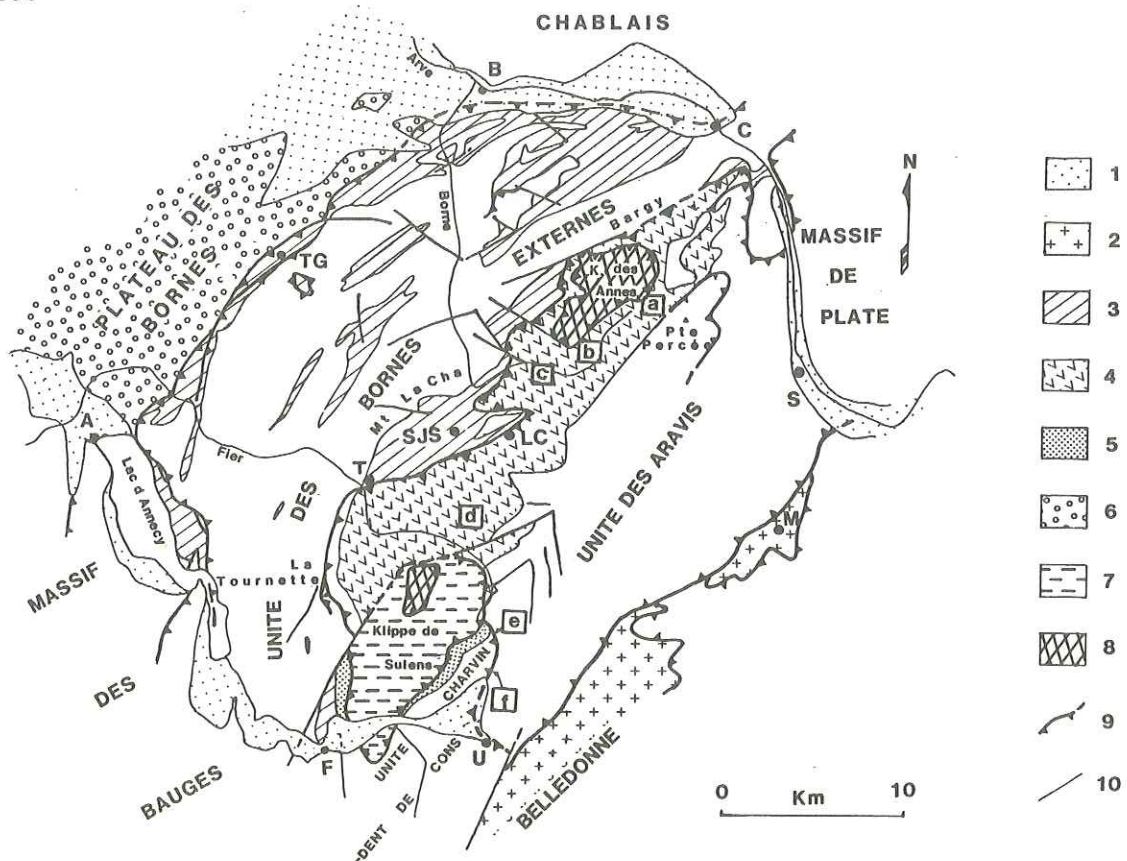 CHABLAIS
Arve
B
C
N
PLATEAU DES
BORNES
TG
Borne
EXTERNES
Bargy
K. des
Annes
a
b
c
Pte
Percée
MASSIF
DE
PLATE
S
A
Lac d Annecy
Fier
Mt La Cha
BORNES
SJS
LC
T
DES
d
UNITE DES ARAVIS
M
La
Tournette
UNITE
Klippe de
Sulens
e
CHARVIN
f
MASSIF
DES
BAUGES
F
U
UNITE
CONS
-DENT DE
BELLEDONNE
0 10
Km
1
2
3
4
5
6
7
8
9
10